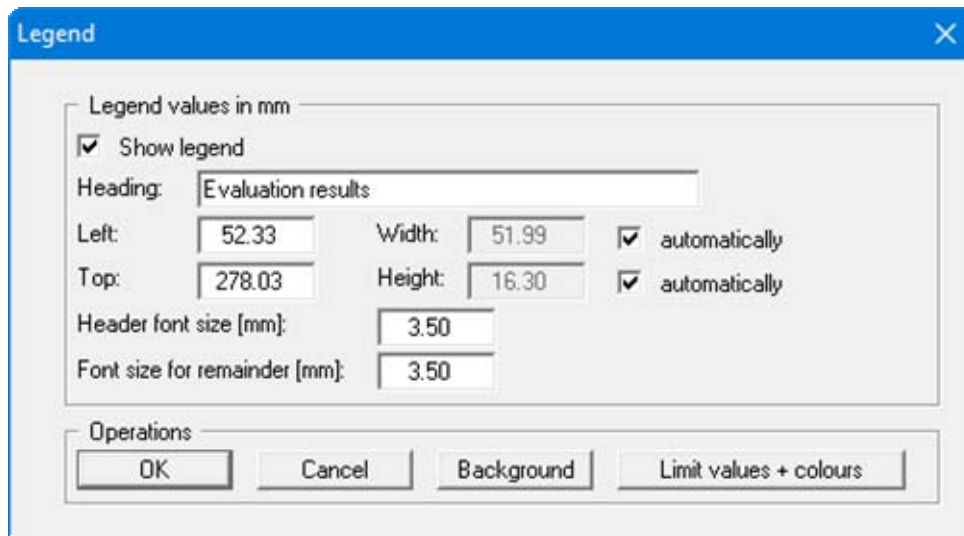 Legend
Legend values in mm
Show legend
Heading: Evaluation results
Left: 52.33 Width: 51.99 automatically
Top: 278.03 Height: 16.30 automatically
Header font size [mm]: 3.50
Font size for remainder [mm]: 3.50
Operations
OK Cancel Background Limit values + colours